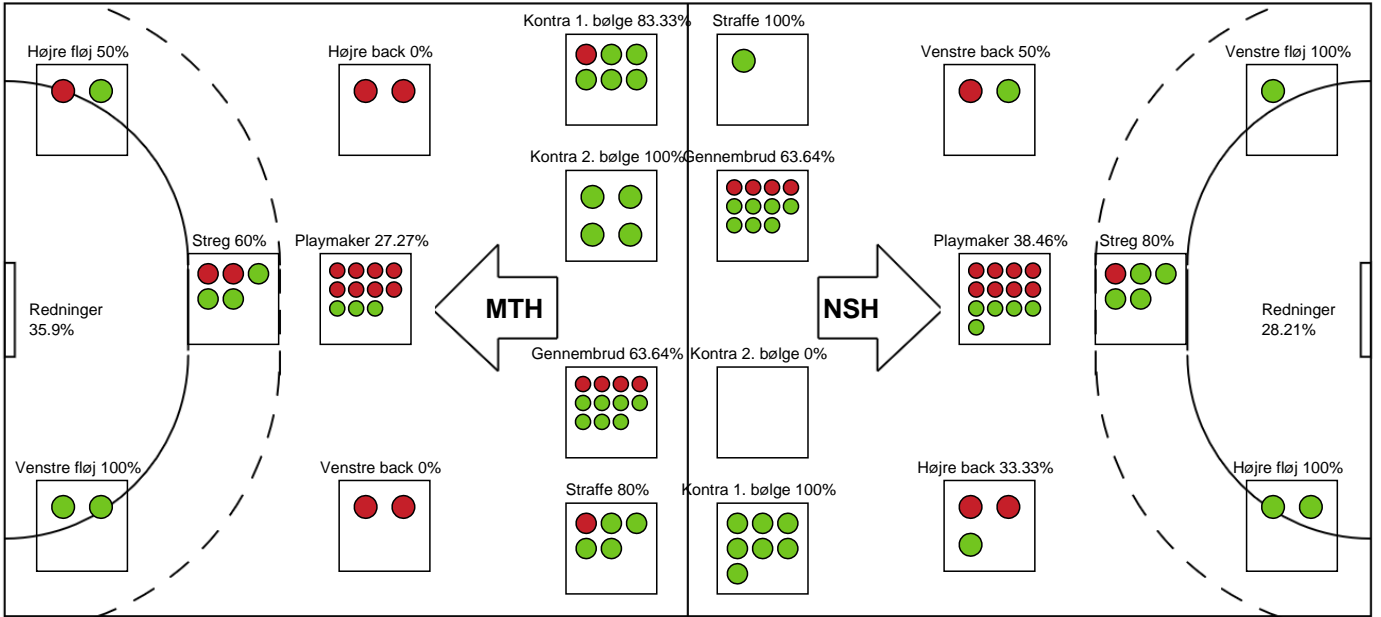 Kontra 1. bølge 83.33%
Straffe 100%
Højre fløj 50%
Højre back 0%
Venstre back 50%
Venstre fløj 100%
Kontra 2. bølge 100%
Gennembrud 63.64%
Streg 60%
Playmaker 27.27%
Playmaker 38.46%
Streg 80%
Redninger
35.9%
MTH
NSH
Redninger
28.21%
Gennembrud 63.64%
Kontra 2. bølge 0%
Venstre fløj 100%
Venstre back 0%
Højre back 33.33%
Højre fløj 100%
Straffe 80%
Kontra 1. bølge 100%